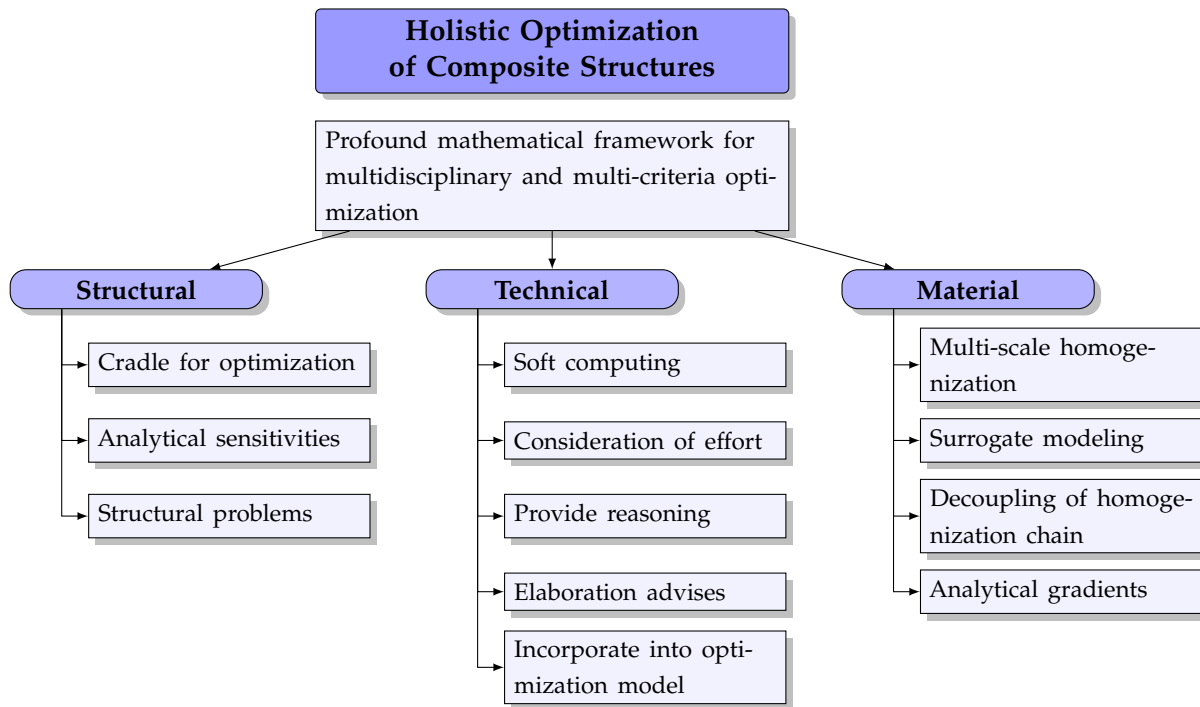 Holistic Optimization
of Composite Structures
Profound mathematical framework for
multidisciplinary and multi-criteria opti-
mization
Structural
Cradle for optimization
Analytical sensitivities
Structural problems
Technical
Soft computing
Consideration of effort
Provide reasoning
Elaboration advises
Incorporate into opti-
mization model
Material
Multi-scale homoge-
nization
Surrogate modeling
Decoupling of homoge-
nization chain
Analytical gradients